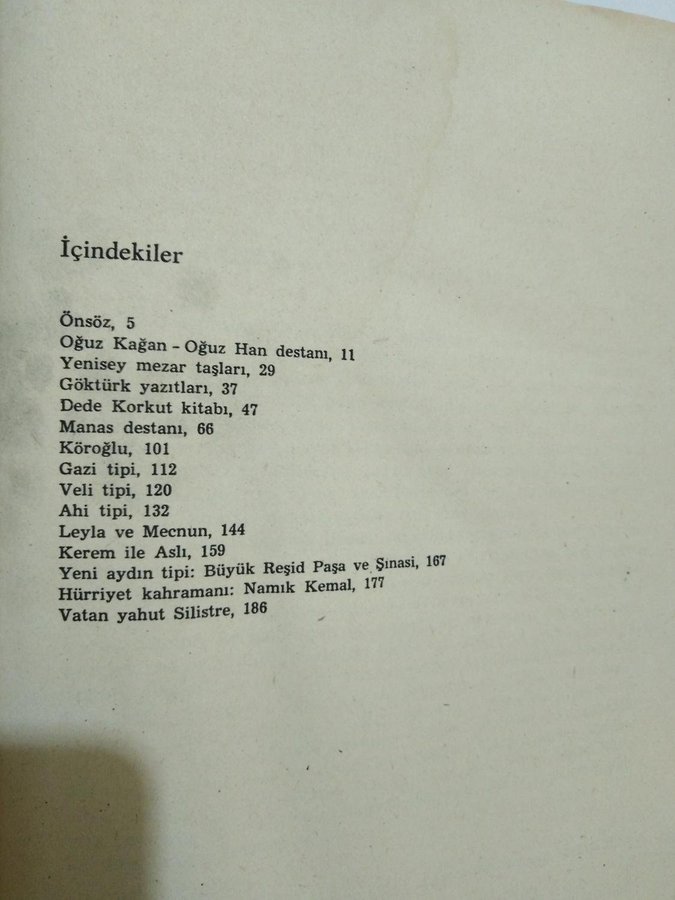 İçindekiler
Önsöz, 5
Oğuz Kağan – Oğuz Han destanı, 11
Yenisey mezar taşları, 29
Göktürk yazıtları, 37
Dede Korkut kitabı, 47
Manas destanı, 66
Köroğlu, 101
Gazi tipi, 112
Veli tipi, 120
Ahi tipi, 132
Leyla ve Mecnun, 144
Kerem ile Aslı, 159
Yeni aydın tipi: Büyük Reşid Paşa ve Şinasi, 167
Hürriyet kahramanı: Namık Kemal, 177
Vatan yahut Silistre, 186